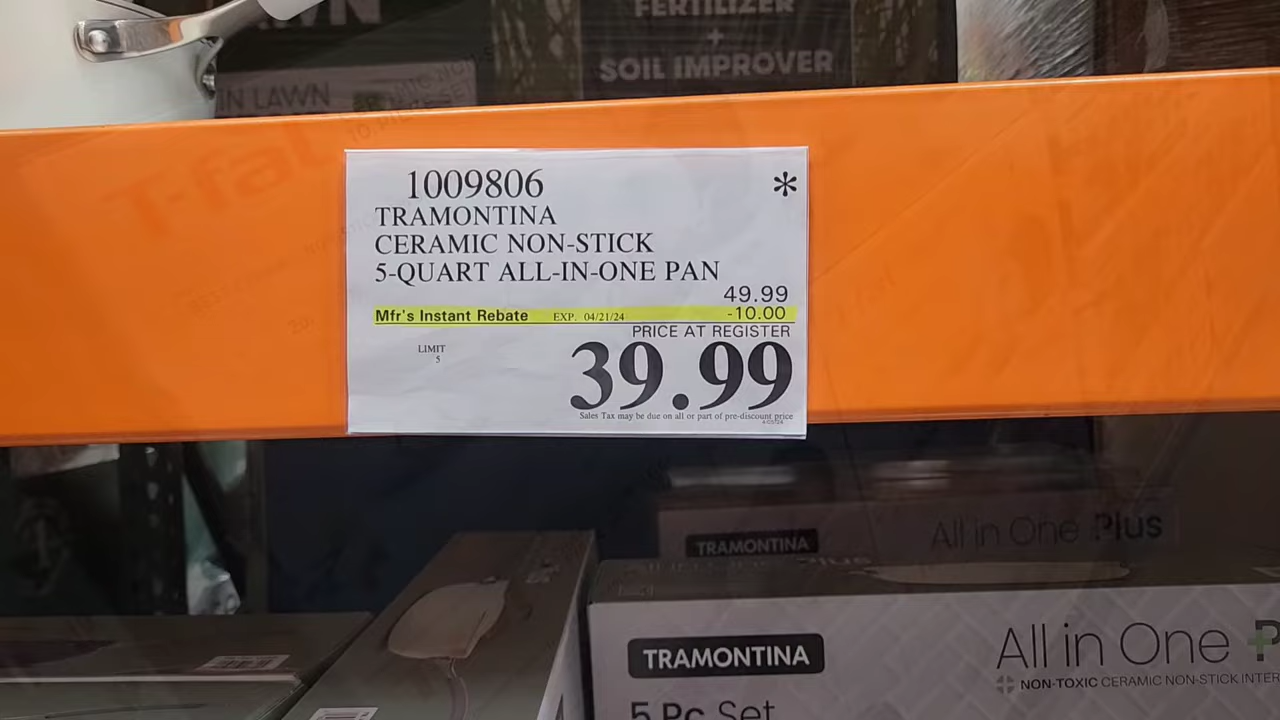 FERTILIZER
+
SOIL IMPROVER
IN LAWN
T-fal
1009806 *
TRAMONTINA
CERAMIC NON-STICK
5-QUART ALL-IN-ONE PAN
49.99
Mfr's Instant Rebate EXP. 04/21/24 -10.00
PRICE AT REGISTER
LIMIT
5
39.99
Sales Tax may be due on all or part of pre-discount price
TRAMONTINA All in One Plus
TRAMONTINA
All in One P
NON-TOXIC CERAMIC NON-STICK INTER
5 Pc Set